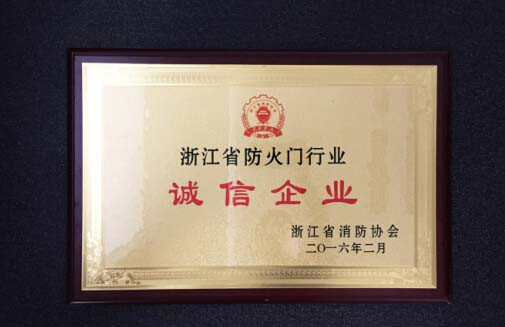 浙江省防火门行业
诚信企业
浙江省消防协会
二〇一六年二月